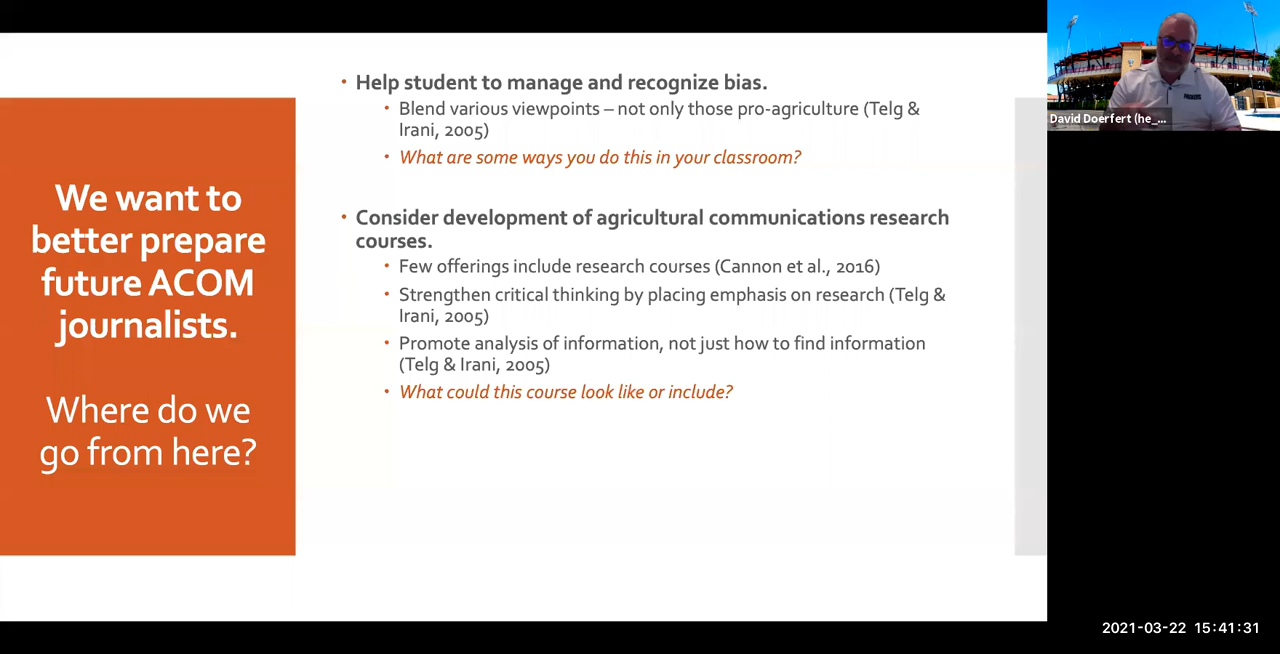 We want to
better prepare
future ACOM
journalists.
Where do we
go from here?
• Help student to manage and recognize bias.
• Blend various viewpoints – not only those pro-agriculture (Telg &
Irani, 2005)
• What are some ways you do this in your classroom?
• Consider development of agricultural communications research
courses.
• Few offerings include research courses (Cannon et al., 2016)
• Strengthen critical thinking by placing emphasis on research (Telg &
Irani, 2005)
• Promote analysis of information, not just how to find information
(Telg & Irani, 2005)
• What could this course look like or include?
David Doerfert (he_...
2021-03-22 15:41:31